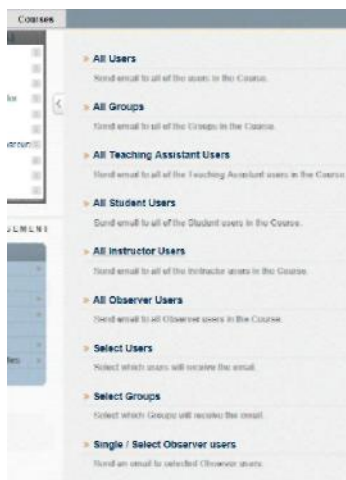 Courses
All Users
Send email to all of the users in the Course.
All Groups
Send email to all of the Groups in the Course.
All Teaching Assistant Users
Send email to all of the Teaching Assistant users in the Course
All Student Users
Send email to all of the Student users in the Course.
All Instructor Users
Send email to all of the Instructor users in the Course.
All Observer Users
Send email to all Observer users in the Course.
Select Users
Select which users will receive the email.
Select Groups
Select which Groups will receive the email.
Single / Select Observer users
Send an email to selected Observer users